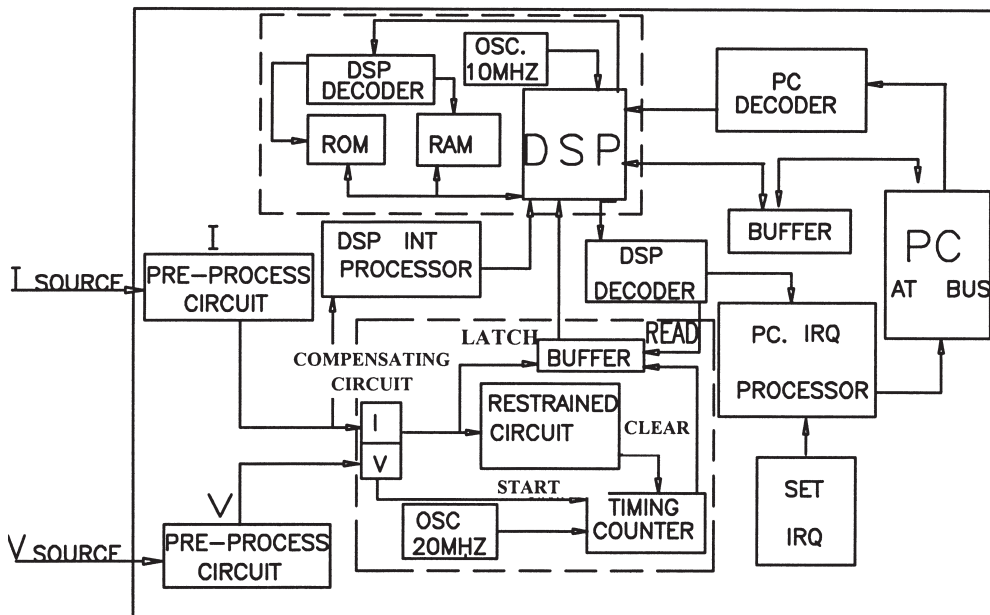 OSC.
10MHZ
DSP
DECODER
PC
DECODER
ROM
RAM
DSP
BUFFER
PC
AT BUS
I
DSP INT
PROCESSOR
I SOURCE
PRE-PROCESS
CIRCUIT
DSP
DECODER
LATCH
READ
PC. IRQ
PROCESSOR
COMPENSATING
CIRCUIT
BUFFER
I
V
RESTRAINED
CIRCUIT
CLEAR
START
TIMING
COUNTER
SET
IRQ
V
OSC
20MHZ
V SOURCE
PRE-PROCESS
CIRCUIT